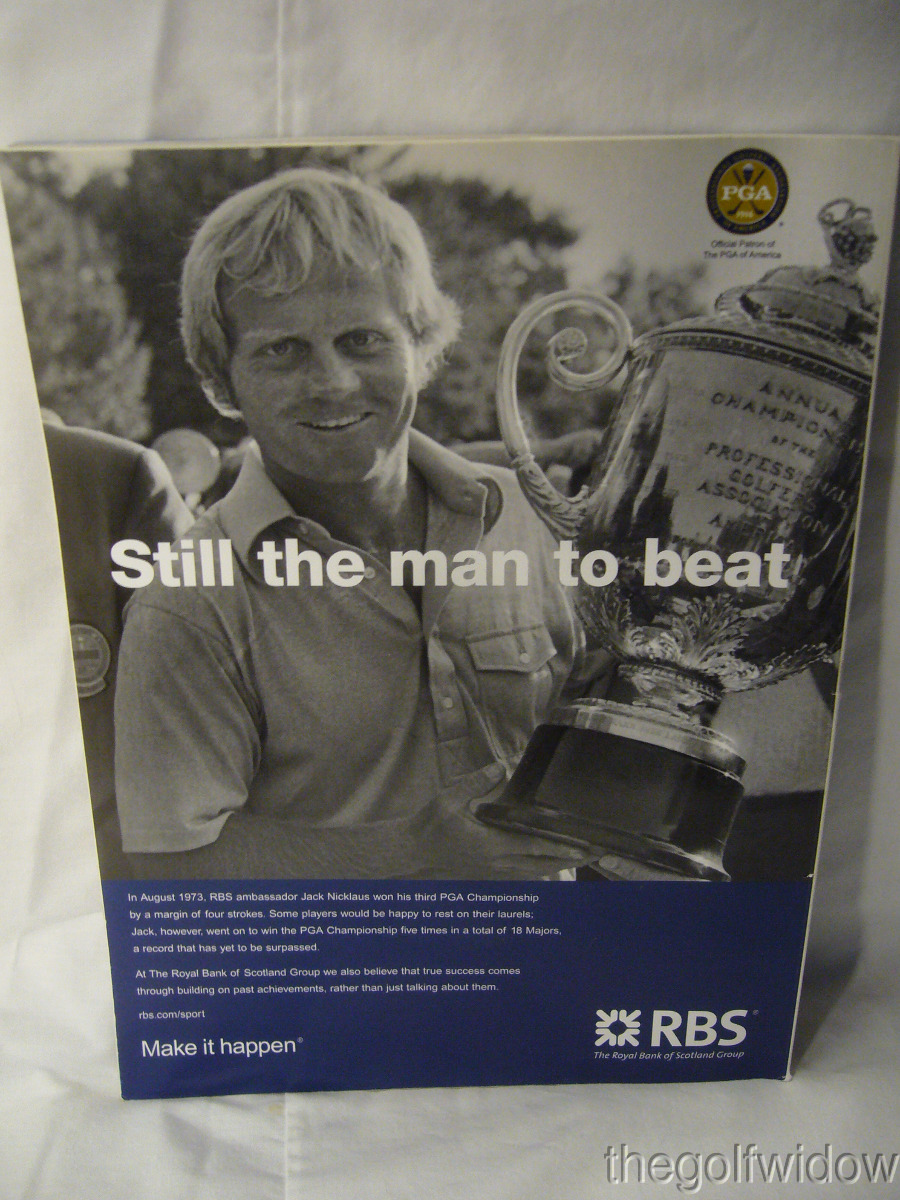 PGA
Official Patron of
The PGA of America
ANNUA
CHAMPIONS
OF THE
PROFESSIONAL
GOLFERS
ASSOCIATION
Still the man to beat
In August 1973, RBS ambassador Jack Nicklaus won his third PGA Championship
by a margin of four strokes. Some players would be happy to rest on their laurels;
Jack, however, went on to win the PGA Championship five times in a total of 18 Majors,
a record that has yet to be surpassed.
At The Royal Bank of Scotland Group we also believe that true success comes
through building on past achievements, rather than just talking about them.
rbs.com/sport
Make it happen®
RBS®
The Royal Bank of Scotland Group
thegolfwidow